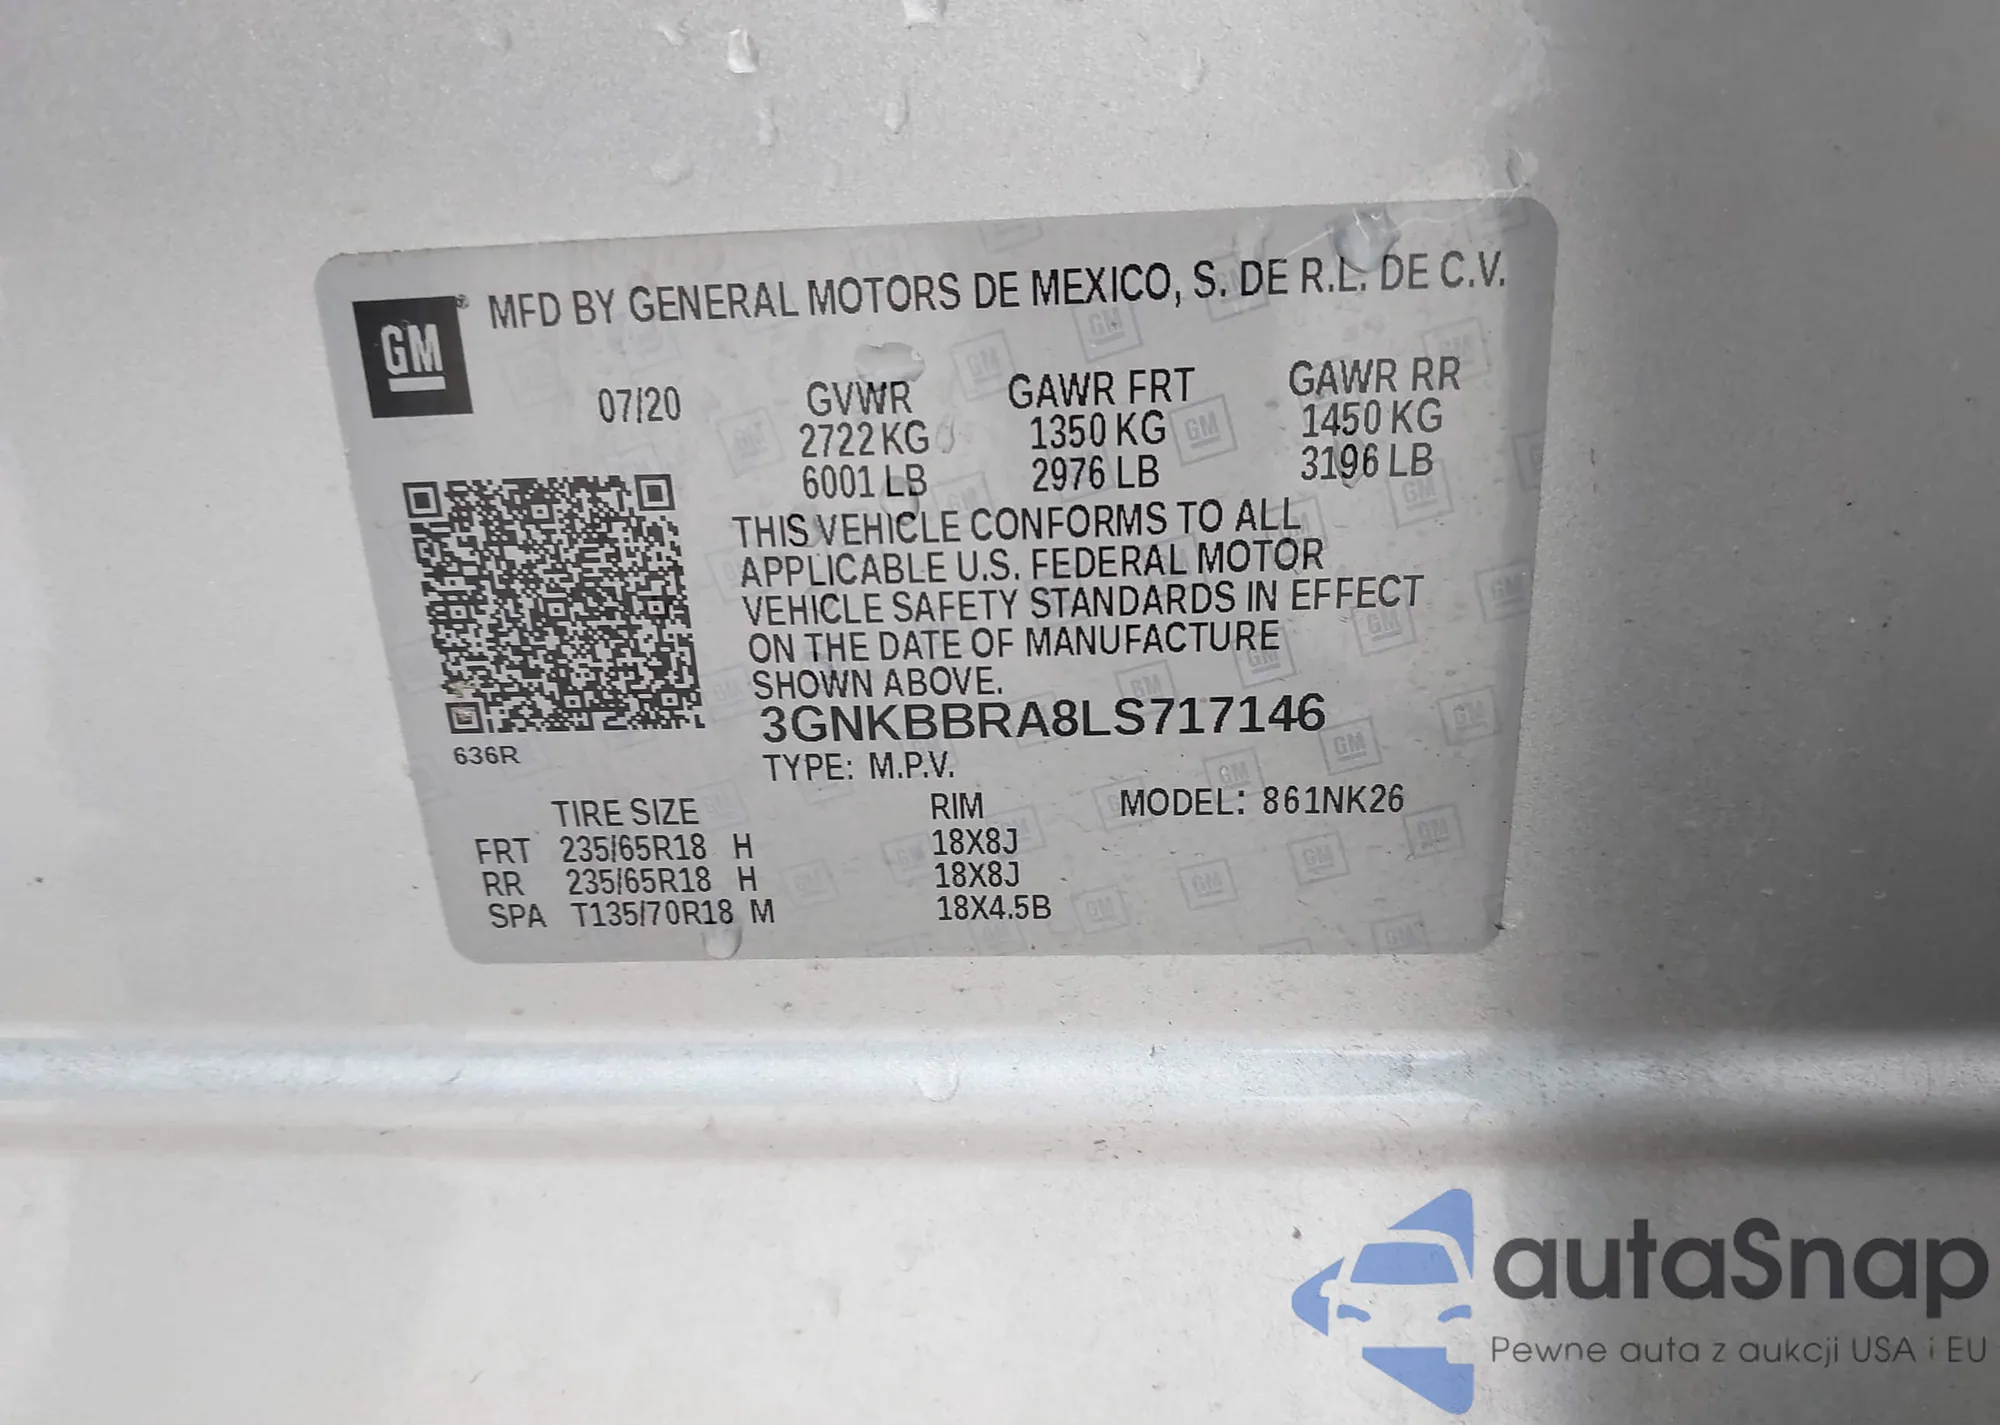 GM
® MFD BY GENERAL MOTORS DE MEXICO, S. DE R.L. DE C.V.
07/20
GVWR GAWR FRT GAWR RR
2722 KG 1350 KG 1450 KG
6001 LB 2976 LB 3196 LB
THIS VEHICLE CONFORMS TO ALL
APPLICABLE U.S. FEDERAL MOTOR
VEHICLE SAFETY STANDARDS IN EFFECT
ON THE DATE OF MANUFACTURE
SHOWN ABOVE.
3GNKBBRA8LS717146
636R
TYPE: M.P.V.
TIRE SIZE RIM MODEL: 861NK26
FRT 235/65R18 H 18X8J
RR 235/65R18 H 18X8J
SPA T135/70R18 M 18X4.5B
autaSnap
Pewne auta z aukcji USA i EU